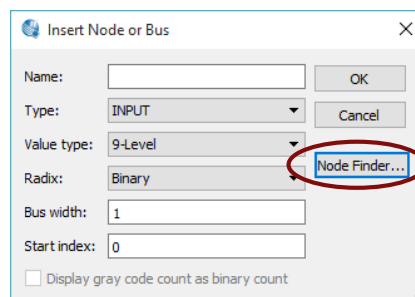 Insert Node or Bus
Name:
OK
Type: INPUT
Cancel
Value type: 9-Level
Node Finder...
Radix: Binary
Bus width: 1
Start index: 0
Display gray code count as binary count